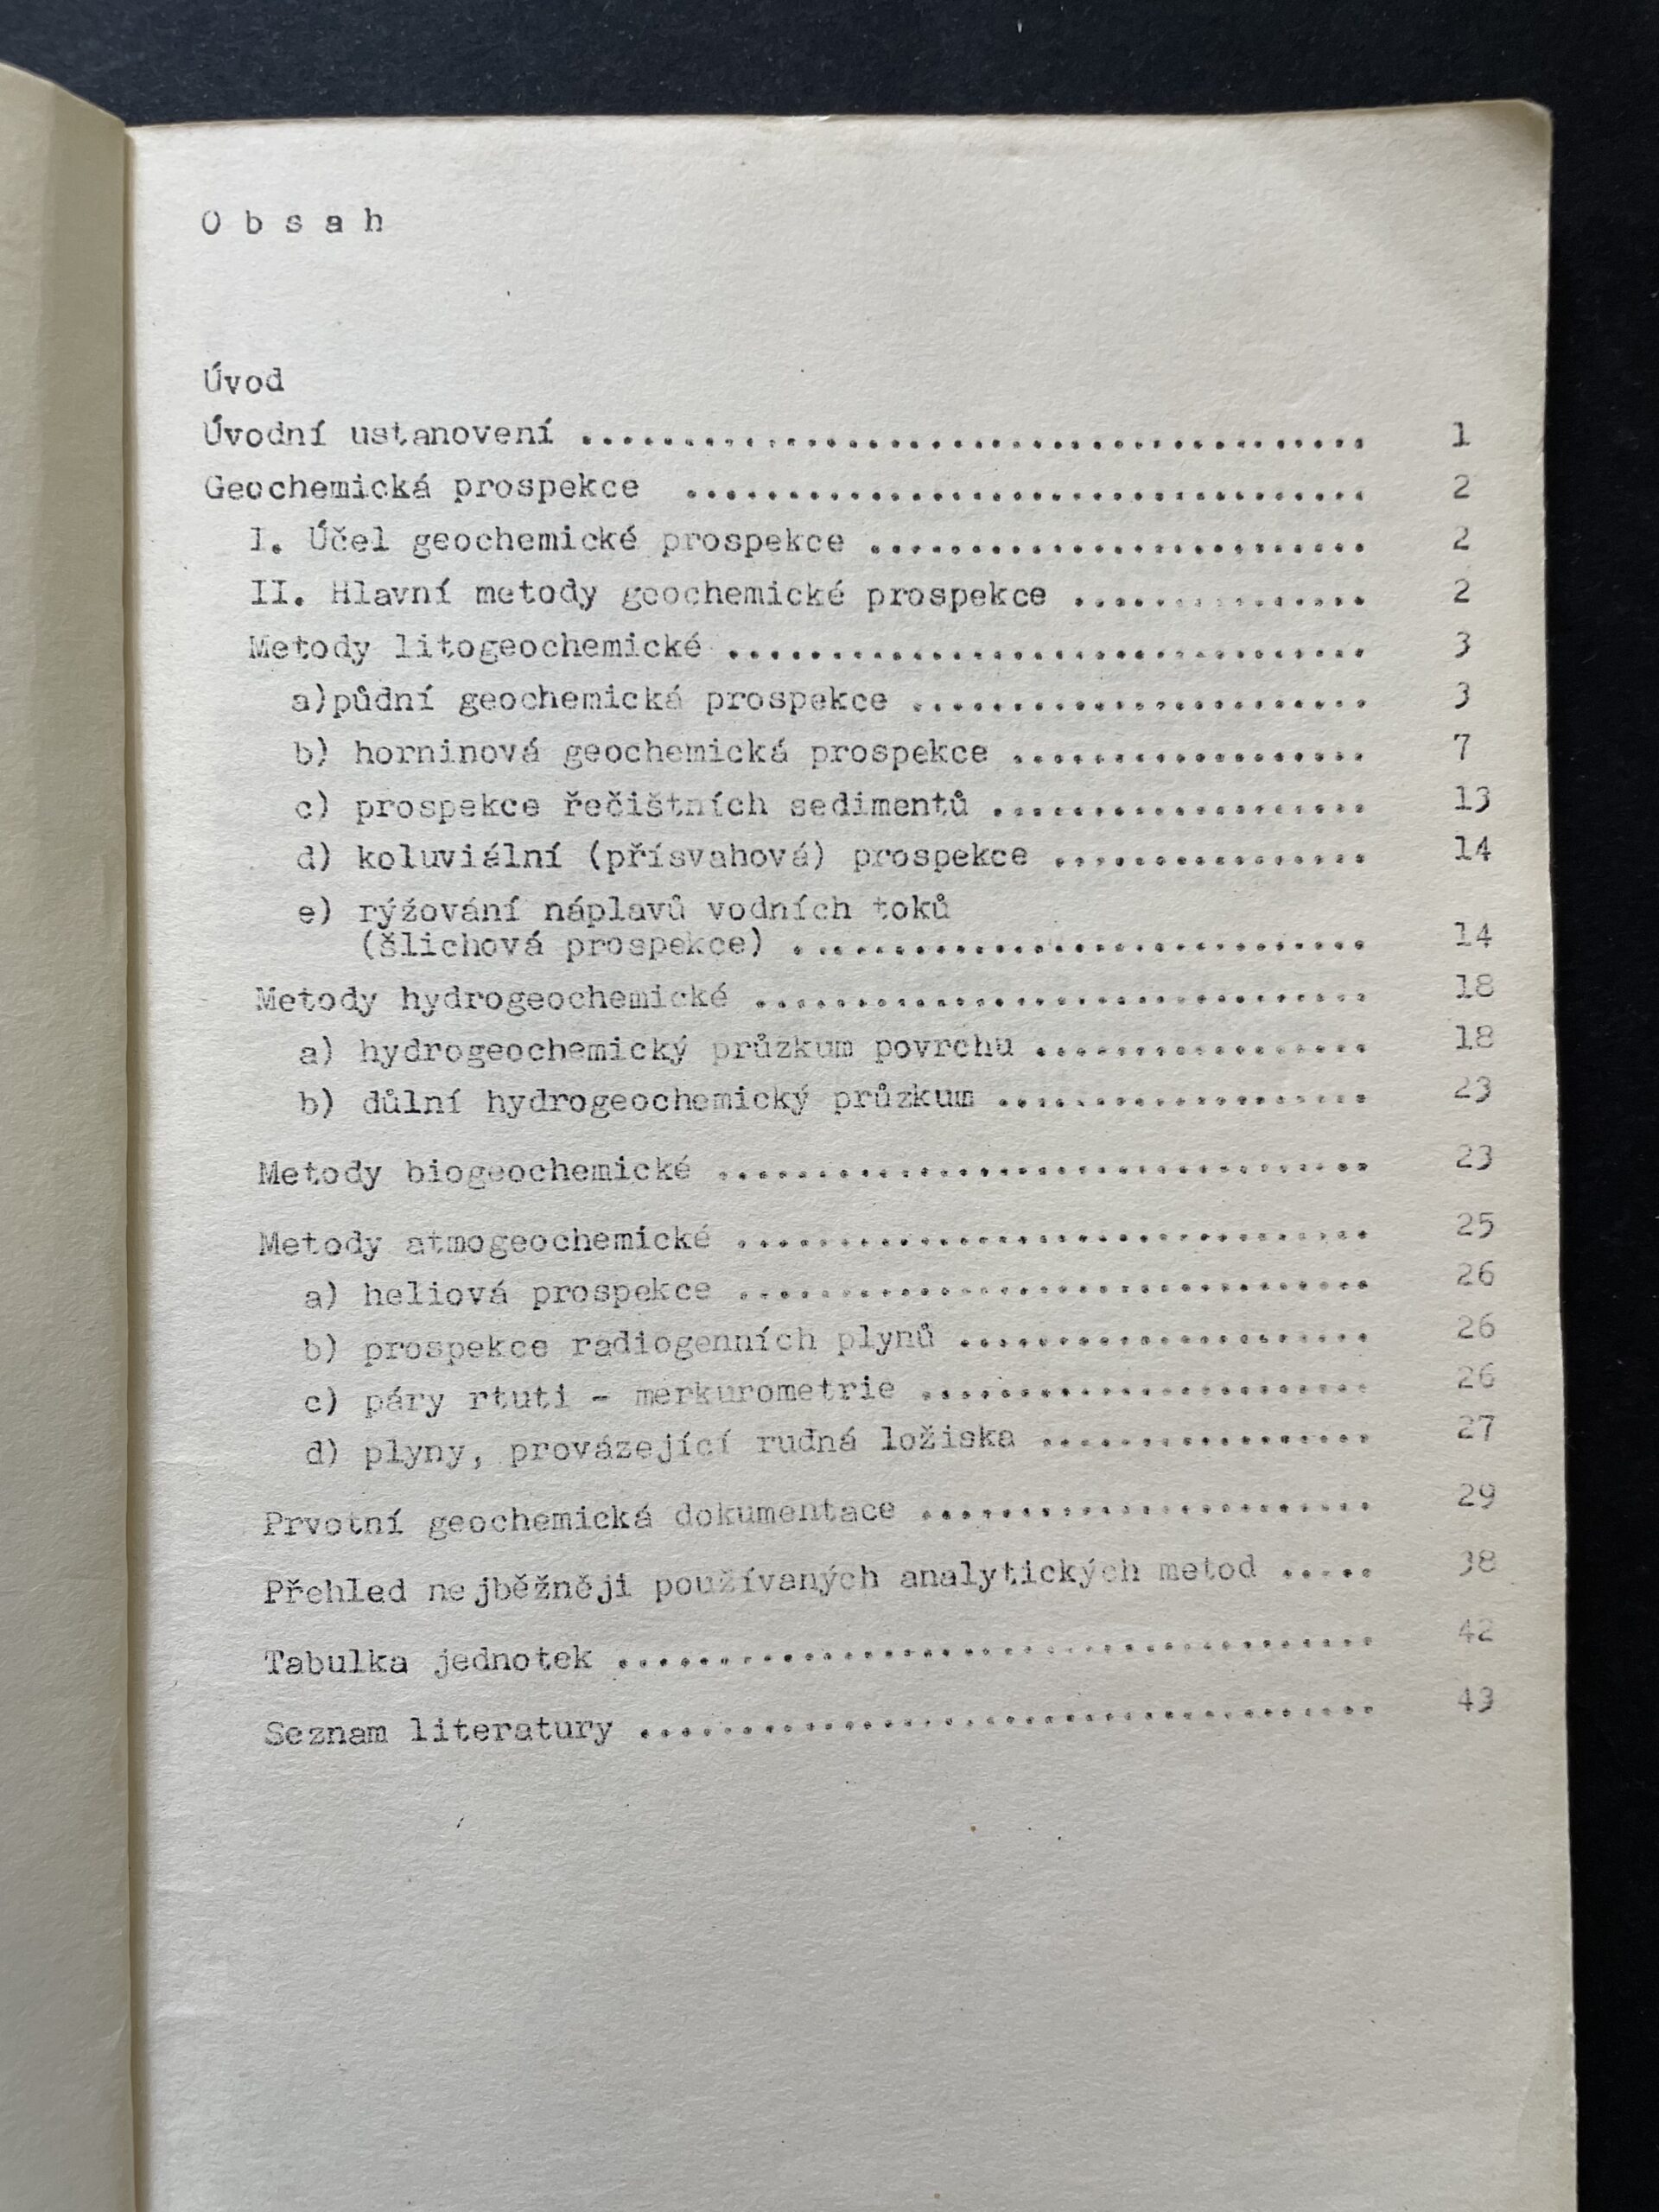 O b s a h
Úvod
Úvodní ustanovení ....................................... 1
Geochemická prospekce .................................. 2
I. Účel geochemické prospekce ......................... 2
II. Hlavní metody geochemické prospekce ............... 2
Metody litogeochemické ................................ 3
a)půdní geochemická prospekce ....................... 3
b) horninová geochemická prospekce .................. 7
c) prospekce řečištních sedimentů ................... 13
d) koluviální (přísvahová) prospekce ................ 14
e) rýžování náplavů vodních toků
(šlichová prospekce) ............................ 14
Metody hydrogeochemické .............................. 18
a) hydrogeochemický průzkum povrchu ................. 18
b) důlní hydrogeochemický průzkum ................... 23
Metody biogeochemické ................................ 23
Metody atmogeochemické ............................... 25
a) heliová prospekce ............................... 26
b) prospekce radiogenních plynů .................... 26
c) páry rtuti - merkurometrie ...................... 26
d) plyny, provázející rudná ložiska ................ 27
Prvotní geochemická dokumentace ...................... 29
Přehled nejběžněji používaných analytických metod ..... 38
Tabulka jednotek ..................................... 42
Seznam literatury .................................... 43